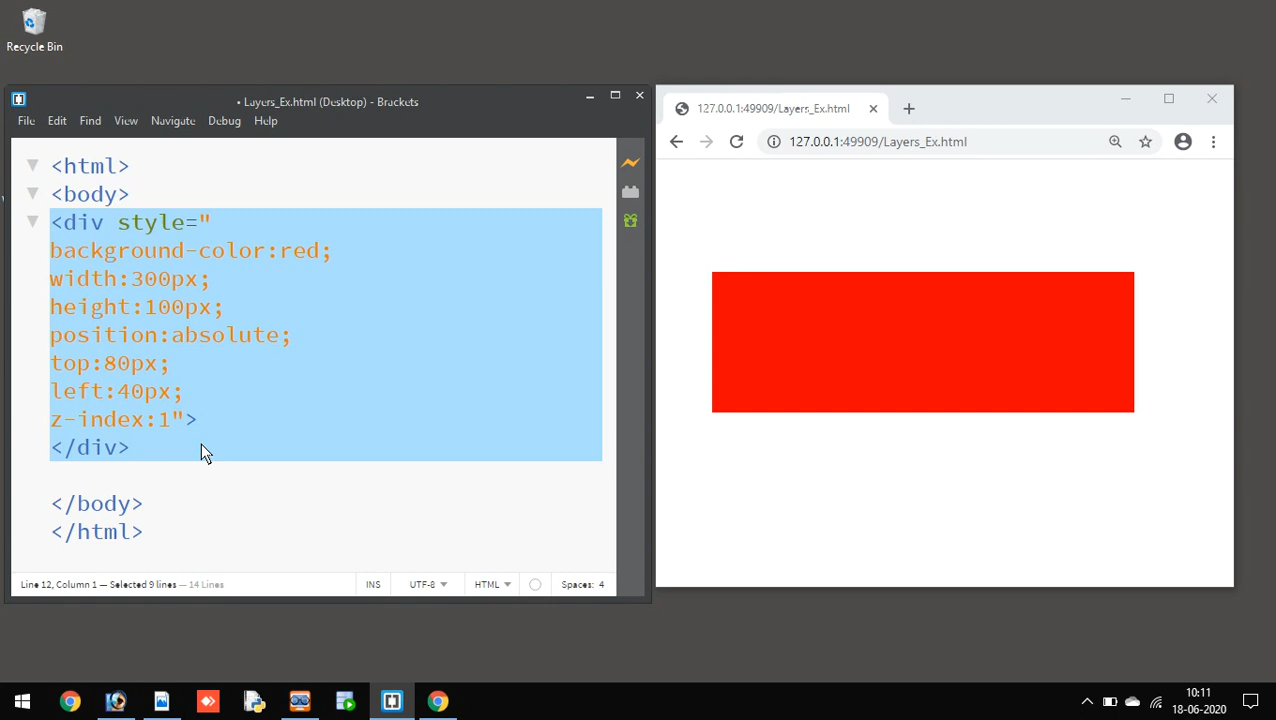 Recycle Bin
• Layers_Ex.html (Desktop) - Brackets
File Edit Find View Navigate Debug Help
<html>
<body>
<div style="
background-color:red;
width:300px;
height:100px;
position:absolute;
top:80px;
left:40px;
z-index:1">
</div>
</body>
</html>
Line 12, Column 1 — Selected 9 lines — 14 Lines INS UTF-8 HTML Spaces: 4
127.0.0.1:49909/Layers_Ex.html
127.0.0.1:49909/Layers_Ex.html
10:11
18-06-2020